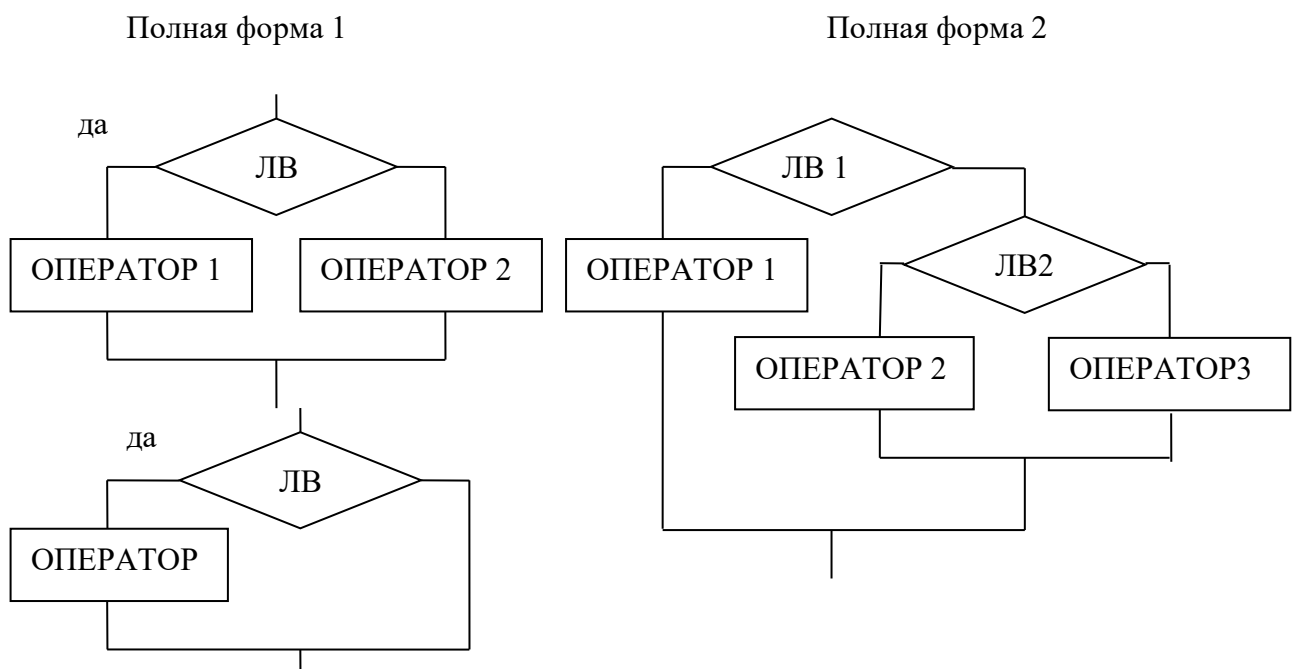 Полная форма 1
Полная форма 2
да
ЛВ
ОПЕРАТОР 1
ОПЕРАТОР 2
да
ЛВ
ОПЕРАТОР
ЛВ 1
ЛВ2
ОПЕРАТОР 1
ОПЕРАТОР 2
ОПЕРАТОР3